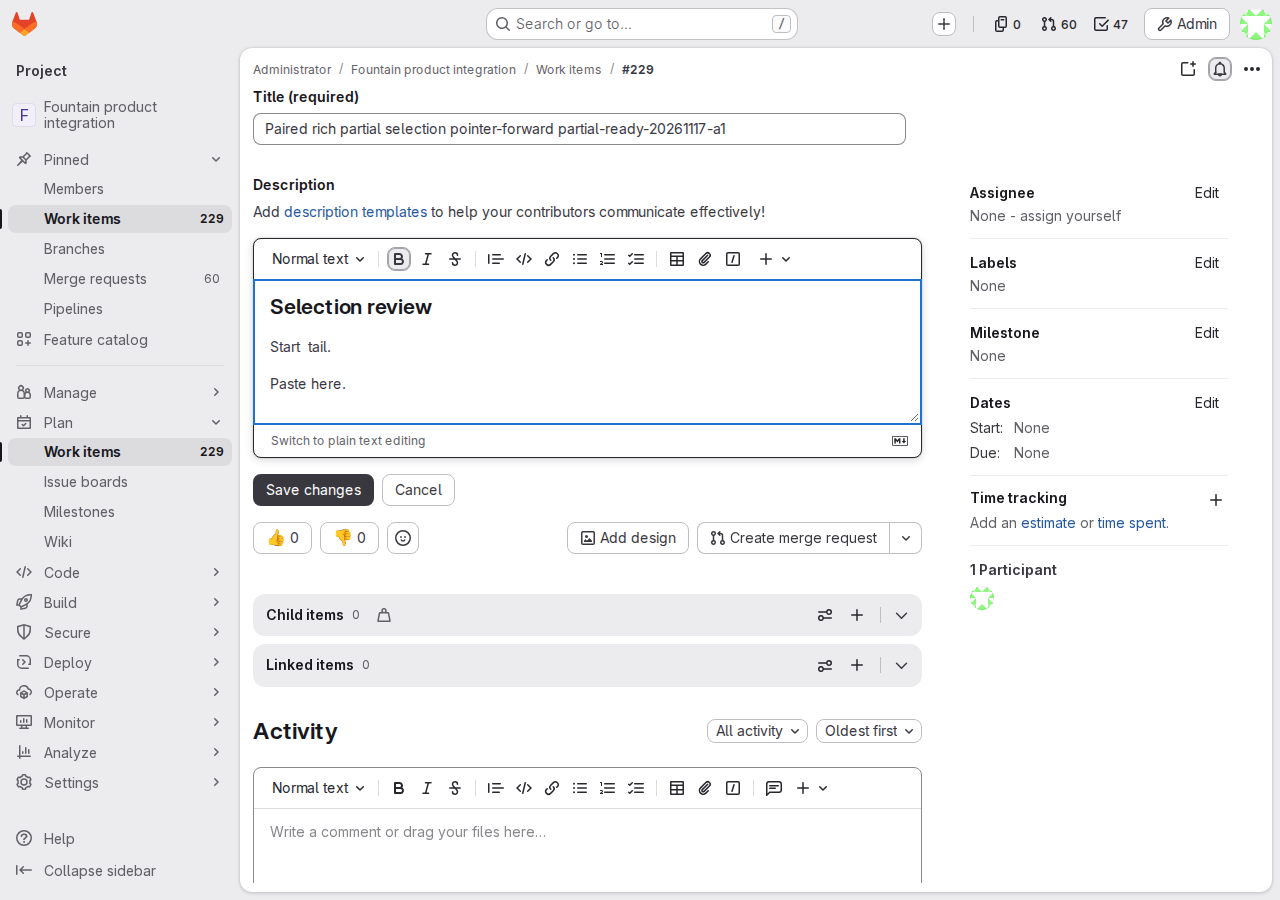 Search or go to...
/
0
60
47
Admin
Project
F
Fountain product integration
Pinned
Members
Work items 229
Branches
Merge requests 60
Pipelines
Feature catalog
Manage
Plan
Work items 229
Issue boards
Milestones
Wiki
Code
Build
Secure
Deploy
Operate
Monitor
Analyze
Settings
Help
Collapse sidebar
Administrator / Fountain product integration / Work items / #229
Title (required)
Paired rich partial selection pointer-forward partial-ready-20261117-a1
Description
Add description templates to help your contributors communicate effectively!
Normal text
Selection review
Start tail.
Paste here.
Switch to plain text editing
Save changes
Cancel
👍 0
👎 0
Add design
Create merge request
Child items 0
Linked items 0
Activity
All activity
Oldest first
Normal text
Write a comment or drag your files here…
Assignee Edit
None - assign yourself
Labels Edit
None
Milestone Edit
None
Dates Edit
Start: None
Due: None
Time tracking
Add an estimate or time spent.
1 Participant